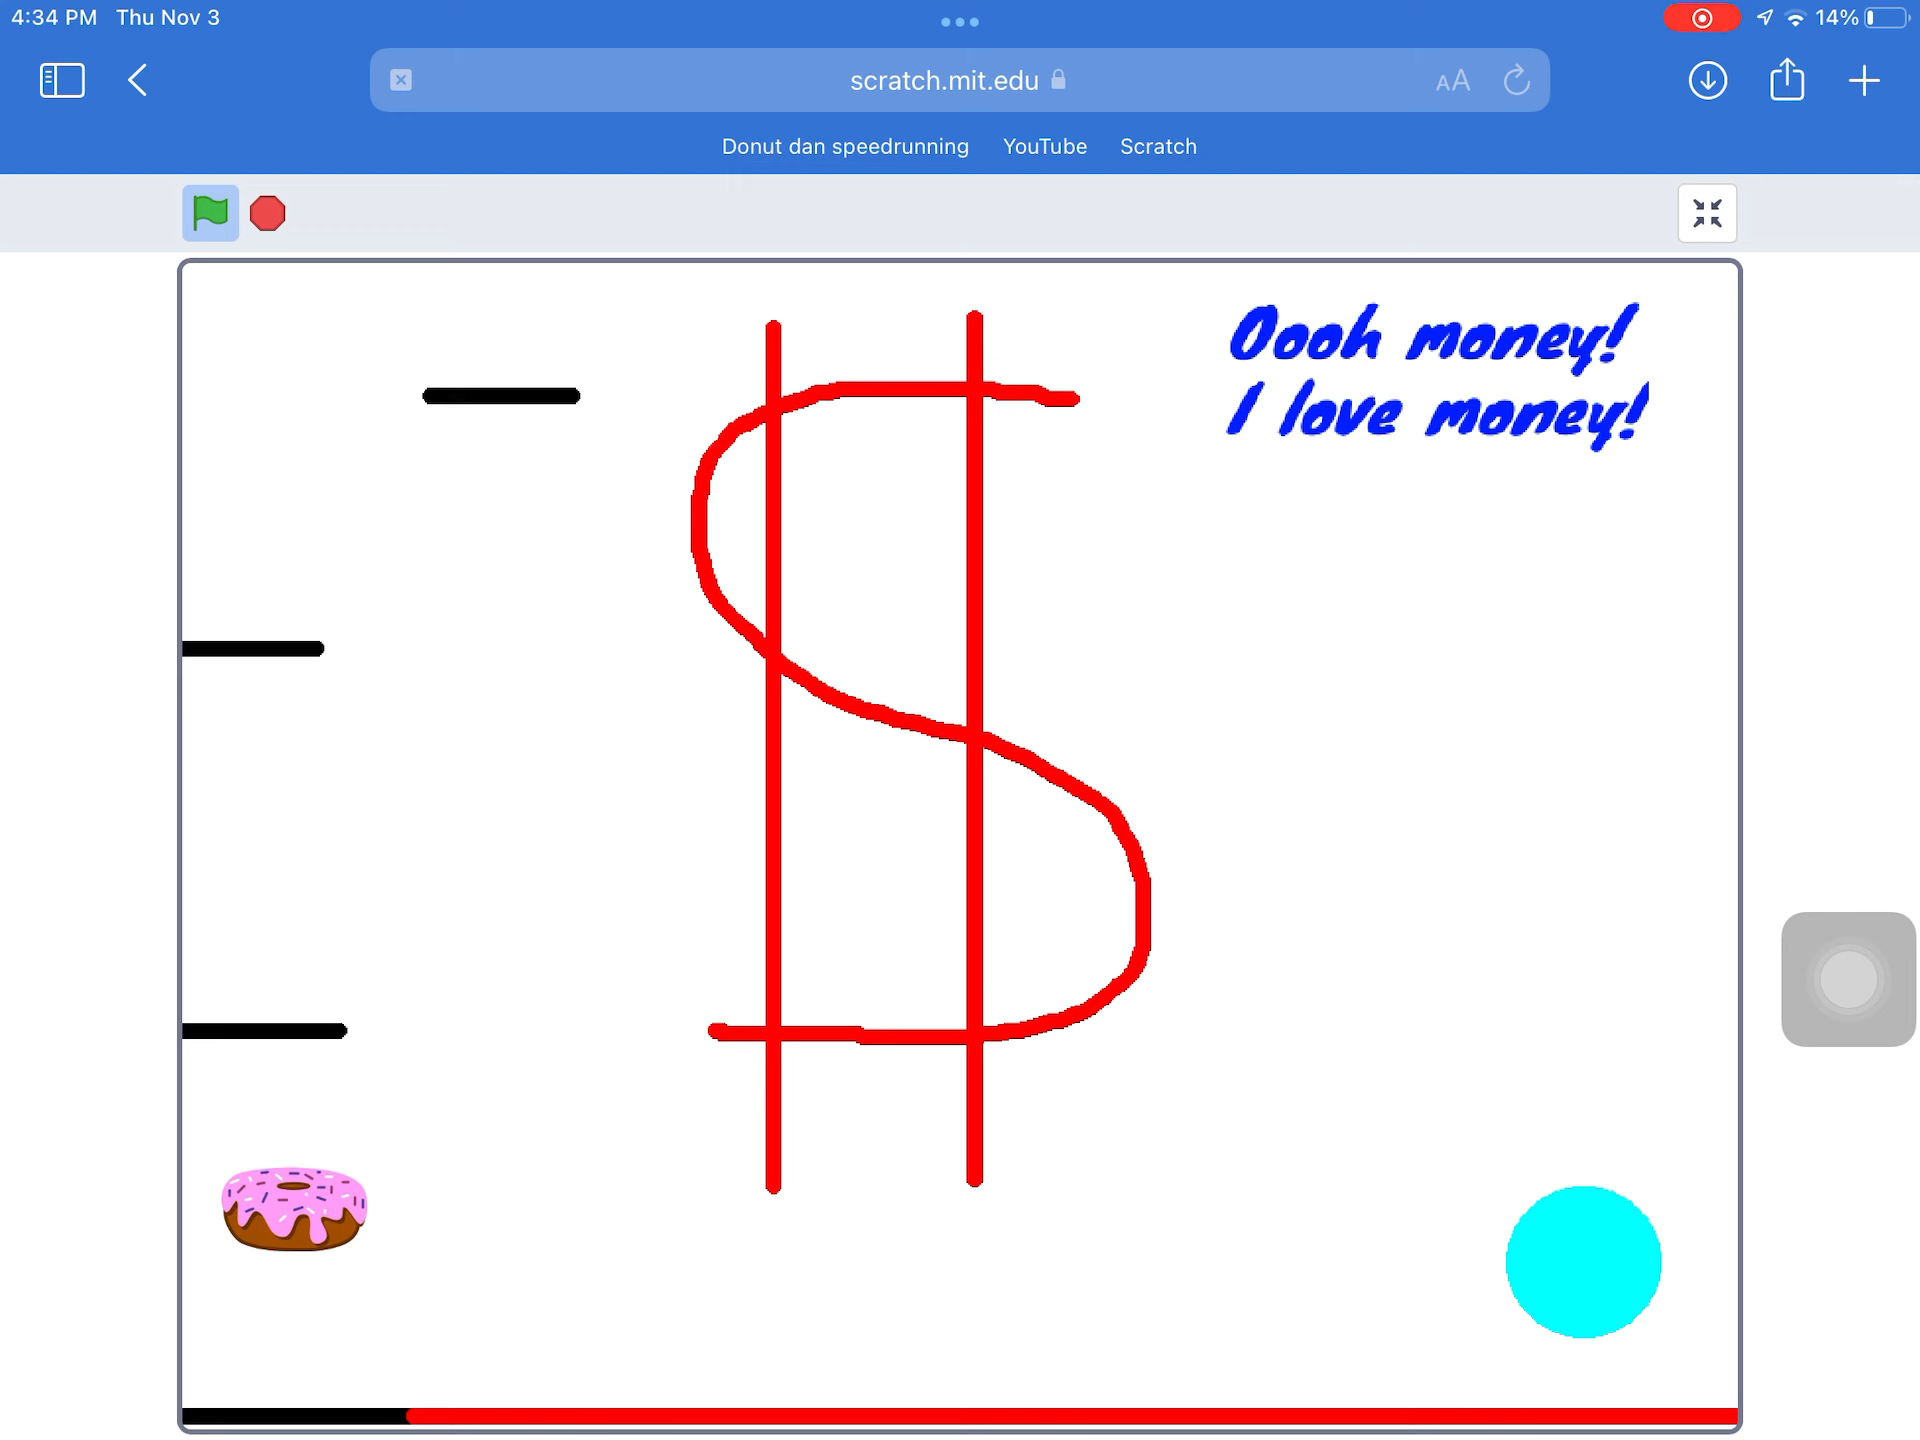 4:34 PM Thu Nov 3
14%
scratch.mit.edu
AA
Donut dan speedrunning YouTube Scratch
Oooh money!
I love money!